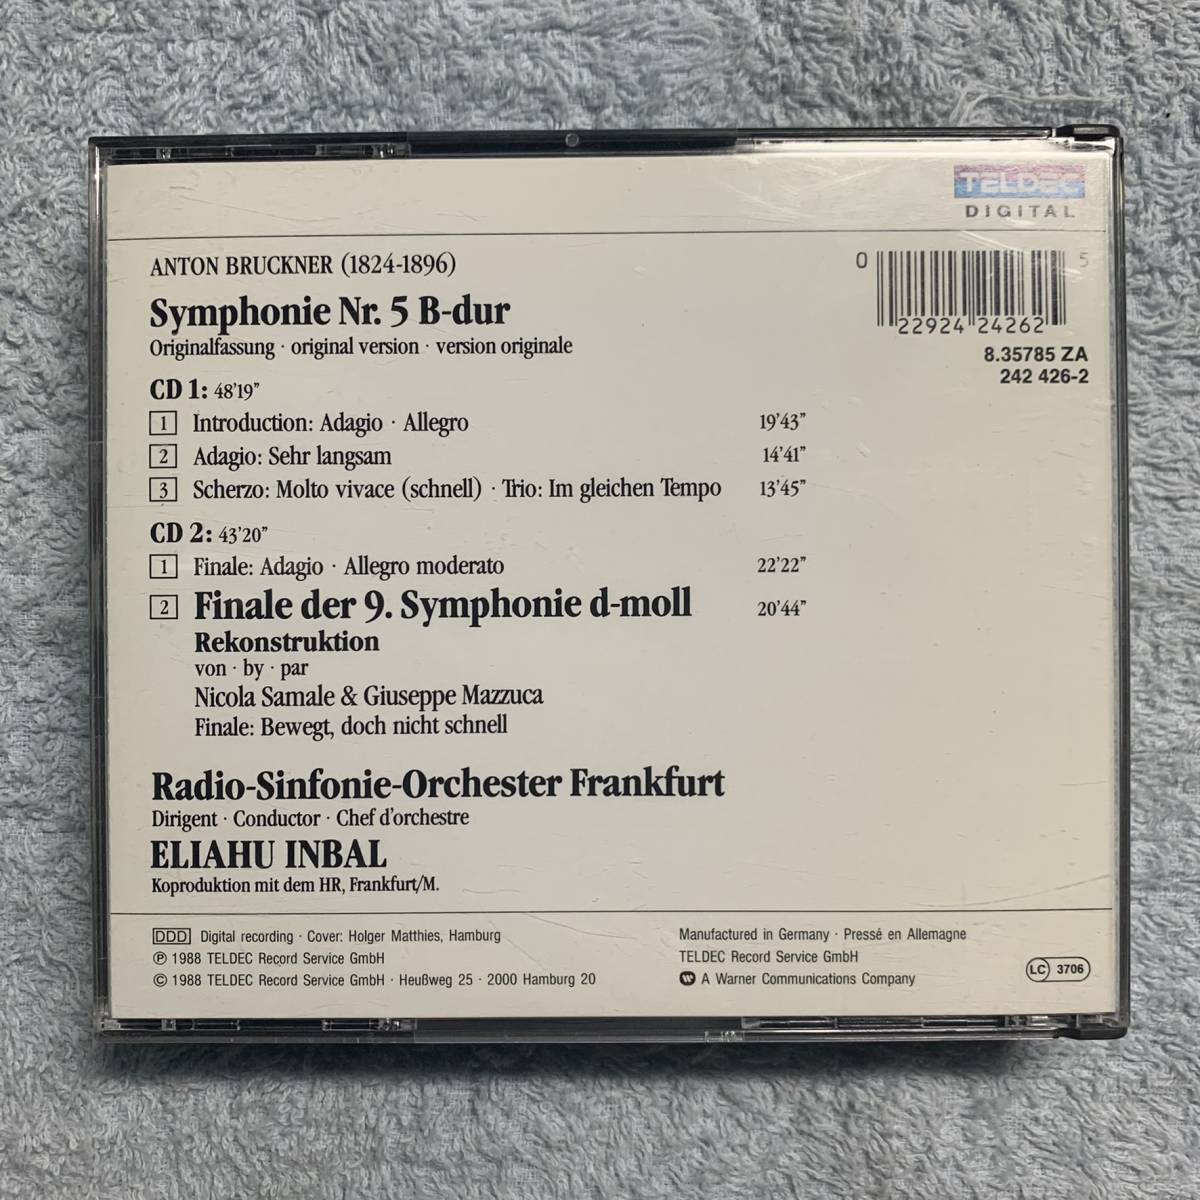 TELDEC
DIGITAL
ANTON BRUCKNER (1824-1896)
Symphonie Nr. 5 B-dur
Originalfassung · original version · version originale
0 22924 24262 5
8.35785 ZA
242 426-2
CD 1: 48'19”
1 Introduction: Adagio · Allegro 19'43”
2 Adagio: Sehr langsam 14'41”
3 Scherzo: Molto vivace (schnell) · Trio: Im gleichen Tempo 13'45”
CD 2: 43'20”
1 Finale: Adagio · Allegro moderato 22'22”
2 Finale der 9. Symphonie d-moll 20'44”
Rekonstruktion
von · by · par
Nicola Samale & Giuseppe Mazzuca
Finale: Bewegt, doch nicht schnell
Radio-Sinfonie-Orchester Frankfurt
Dirigent · Conductor · Chef d'orchestre
ELIAHU INBAL
Koproduktion mit dem HR, Frankfurt/M.
DDD Digital recording · Cover: Holger Matthies, Hamburg
℗ 1988 TELDEC Record Service GmbH
© 1988 TELDEC Record Service GmbH · Heußweg 25 · 2000 Hamburg 20
Manufactured in Germany · Pressé en Allemagne
TELDEC Record Service GmbH
A Warner Communications Company
LC 3706